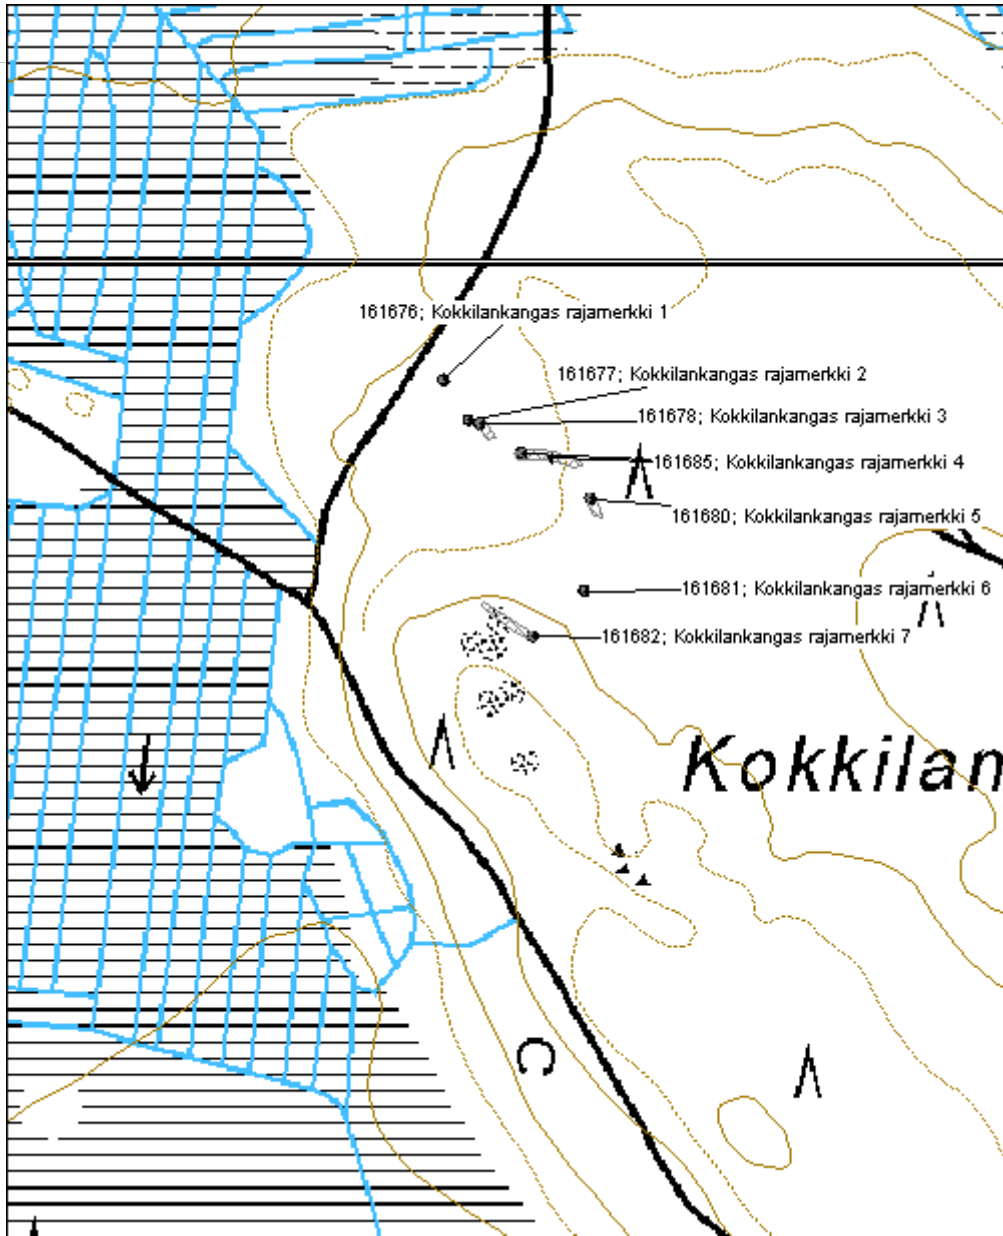 161676; Kokkilankangas rajamerkki 1
161677; Kokkilankangas rajamerkki 2
161678; Kokkilankangas rajamerkki 3
161685; Kokkilankangas rajamerkki 4
161680; Kokkilankangas rajamerkki 5
161681; Kokkilankangas rajamerkki 6
161682; Kokkilankangas rajamerkki 7
Kokkilan